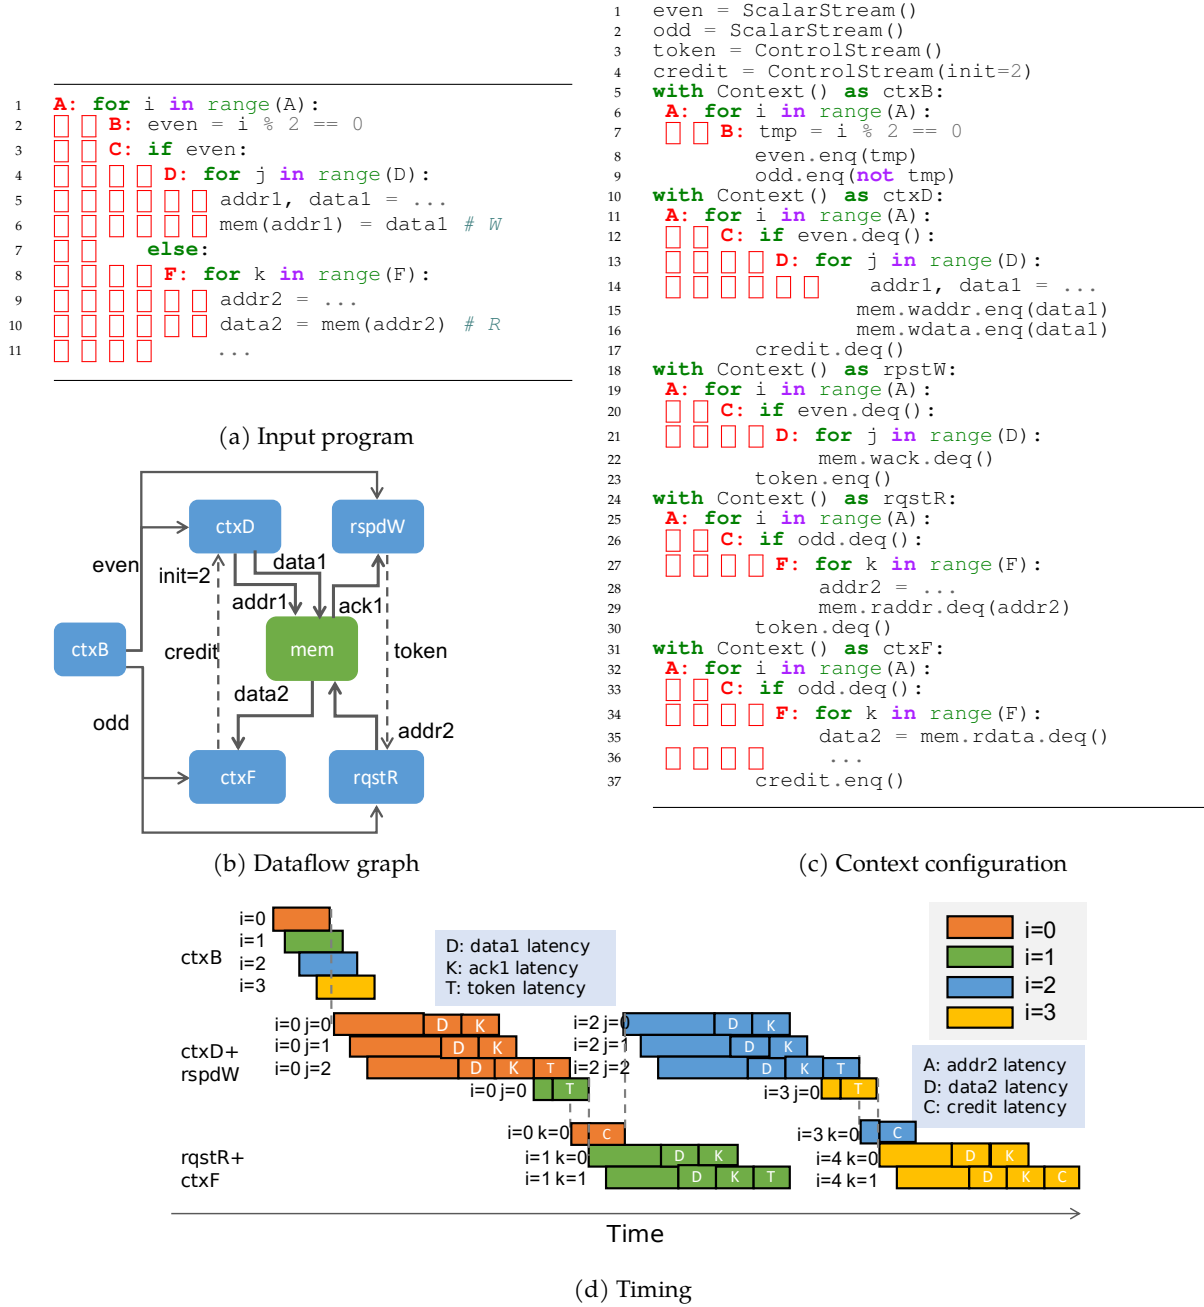 1 A: for i in range(A):
2 B: even = i % 2 == 0
3 C: if even:
4 D: for j in range(D):
5 addr1, data1 = ...
6 mem(addr1) = data1 # W
7 else:
8 F: for k in range(F):
9 addr2 = ...
10 data2 = mem(addr2) # R
11 ...
(a) Input program
ctxD
rspdW
even
init=2
data1
addr1
ack1
ctxB
credit
mem
token
data2
odd
addr2
ctxF
rqstR
(b) Dataflow graph
1 even = ScalarStream()
2 odd = ScalarStream()
3 token = ControlStream()
4 credit = ControlStream(init=2)
5 with Context() as ctxB:
6 A: for i in range(A):
7 B: tmp = i % 2 == 0
8 even.enq(tmp)
9 odd.enq(not tmp)
10 with Context() as ctxD:
11 A: for i in range(A):
12 C: if even.deq():
13 D: for j in range(D):
14 addr1, data1 = ...
15 mem.waddr.enq(data1)
16 mem.wdata.enq(data1)
17 credit.deq()
18 with Context() as rpstW:
19 A: for i in range(A):
20 C: if even.deq():
21 D: for j in range(D):
22 mem.wack.deq()
23 token.enq()
24 with Context() as rqstR:
25 A: for i in range(A):
26 C: if odd.deq():
27 F: for k in range(F):
28 addr2 = ...
29 mem.raddr.deq(addr2)
30 token.deq()
31 with Context() as ctxF:
32 A: for i in range(A):
33 C: if odd.deq():
34 F: for k in range(F):
35 data2 = mem.rdata.deq()
36 ...
37 credit.enq()
(c) Context configuration
ctxB
i=0
i=1
i=2
i=3
D: data1 latency
K: ack1 latency
T: token latency
i=0
i=1
i=2
i=3
A: addr2 latency
D: data2 latency
C: credit latency
ctxD+
rspdW
i=0 j=0 D K
i=0 j=1 D K
i=0 j=2 D K T
i=0 j=0 T
i=2 j=0 D K
i=2 j=1 D K
i=2 j=2 D K T
i=3 j=0 T
rqstR+
ctxF
i=0 k=0 C
i=1 k=0 D K
i=1 k=1 D K T
i=3 k=0 C
i=4 k=0 D K
i=4 k=1 D K C
Time
(d) Timing